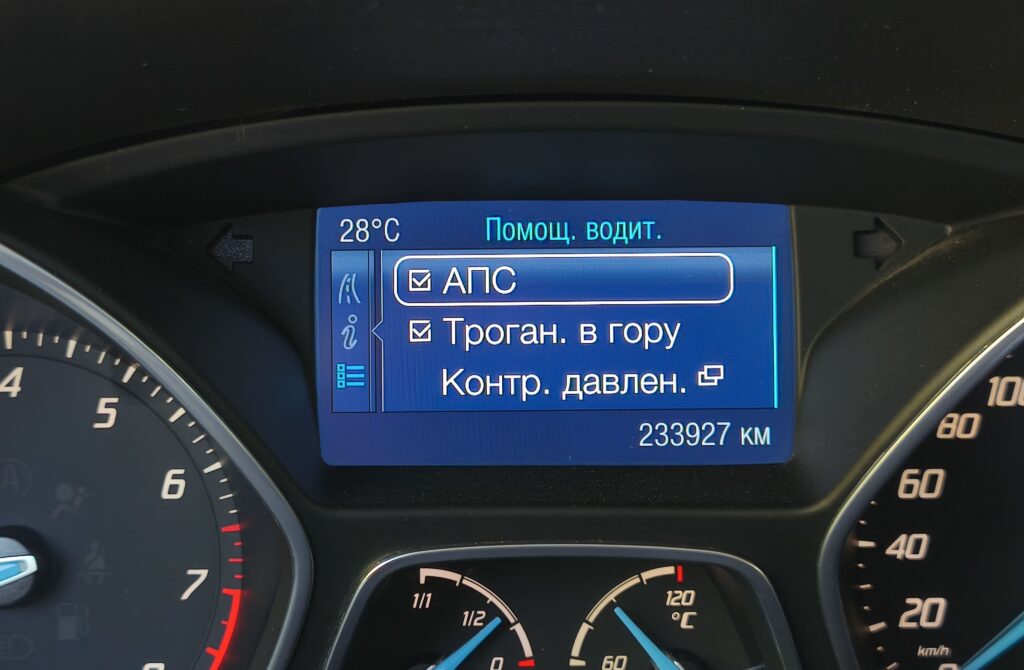 28°C Помощ. водит.
АПС
Троган. в гору
Контр. давлен.
233927 км
4
5
6
7
1/1
1/2
0
60
120
°C
100
80
60
40
20
km/h